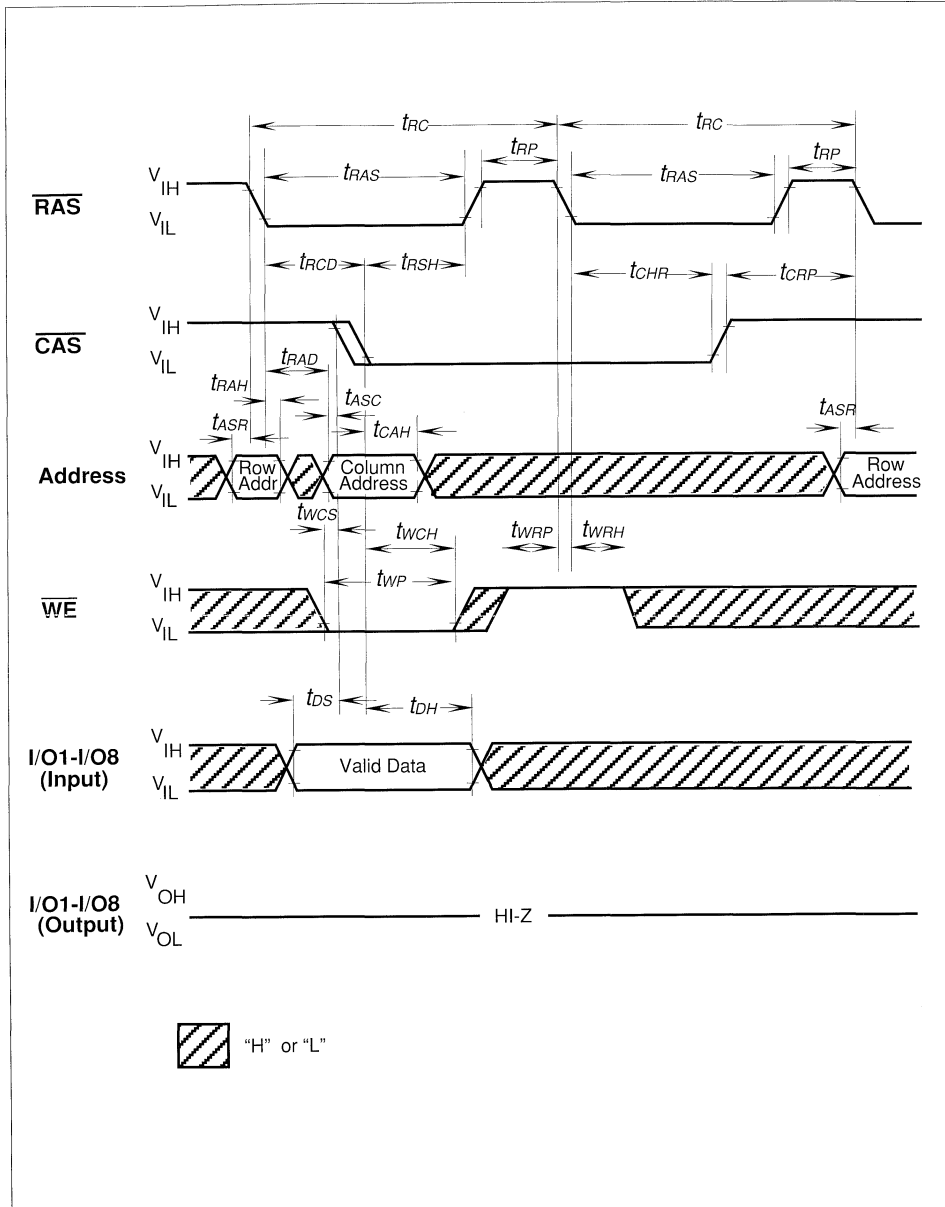 tRC tRC
tRP tRP
tRAS tRAS
RAS VIH
VIL
tRCD tRSH tCHR tCRP
CAS VIH
VIL
tRAD
tRAH tASC
tASR tCAH tASR
Address VIH Row Addr Column Address Row Address
VIL
tWCS tWCH tWRP tWRH
tWP
WE VIH
VIL
tDS tDH
I/O1-I/O8 (Input) VIH Valid Data
VIL
I/O1-I/O8 (Output) VOH HI-Z
VOL
“H” or “L”